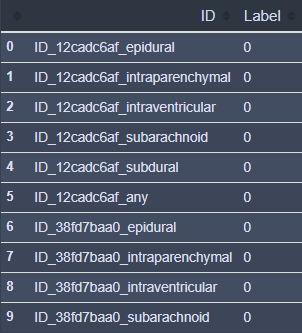 ID Label
0 ID_12cadc6af_epidural 0
1 ID_12cadc6af_intraparenchymal 0
2 ID_12cadc6af_intraventricular 0
3 ID_12cadc6af_subarachnoid 0
4 ID_12cadc6af_subdural 0
5 ID_12cadc6af_any 0
6 ID_38fd7baa0_epidural 0
7 ID_38fd7baa0_intraparenchymal 0
8 ID_38fd7baa0_intraventricular 0
9 ID_38fd7baa0_subarachnoid 0